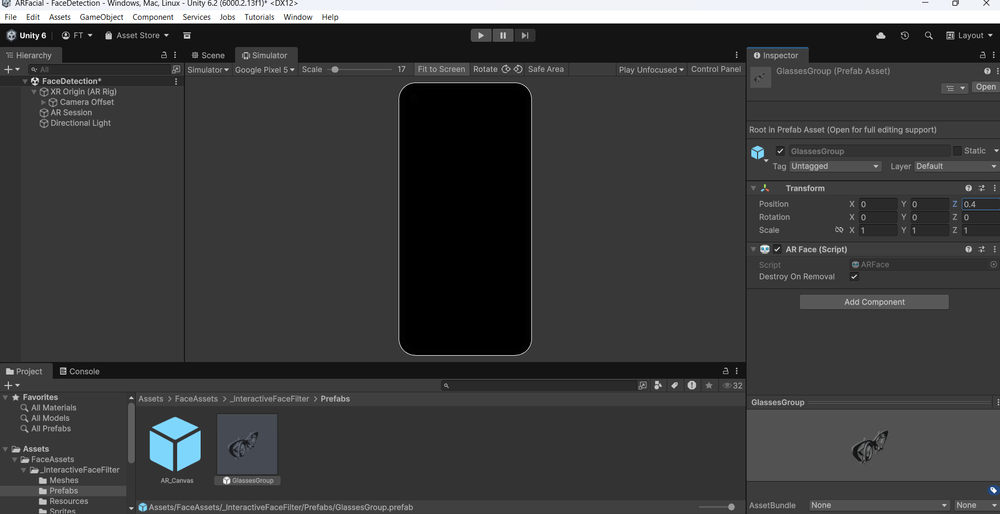 ARFacial - FaceDetection - Windows, Mac, Linux - Unity 6.2 (6000.2.13f1)* <DX12>
File Edit Assets GameObject Component Services Jobs Tutorials Window Help
Unity 6 FT Asset Store Layout
Hierarchy
All
FaceDetection*
XR Origin (AR Rig)
Camera Offset
AR Session
Directional Light
Scene Simulator
Simulator Google Pixel 5 Scale 17 Fit to Screen Rotate Safe Area Play Unfocused Control Panel
Inspector
GlassesGroup (Prefab Asset)
Open
Root in Prefab Asset (Open for full editing support)
GlassesGroup Static
Tag Untagged Layer Default
Transform
Position X 0 Y 0 Z 0.4
Rotation X 0 Y 0 Z 0
Scale X 1 Y 1 Z 1
AR Face (Script)
Script ARFace
Destroy On Removal
Add Component
Project Console
32
Favorites
All Materials
All Models
All Prefabs
Assets
FaceAssets
_InteractiveFaceFilter
Meshes
Prefabs
Resources
Sprites
Assets > FaceAssets > _InteractiveFaceFilter > Prefabs
AR_Canvas
GlassesGroup
Assets/FaceAssets/_InteractiveFaceFilter/Prefabs/GlassesGroup.prefab
GlassesGroup
AssetBundle None None